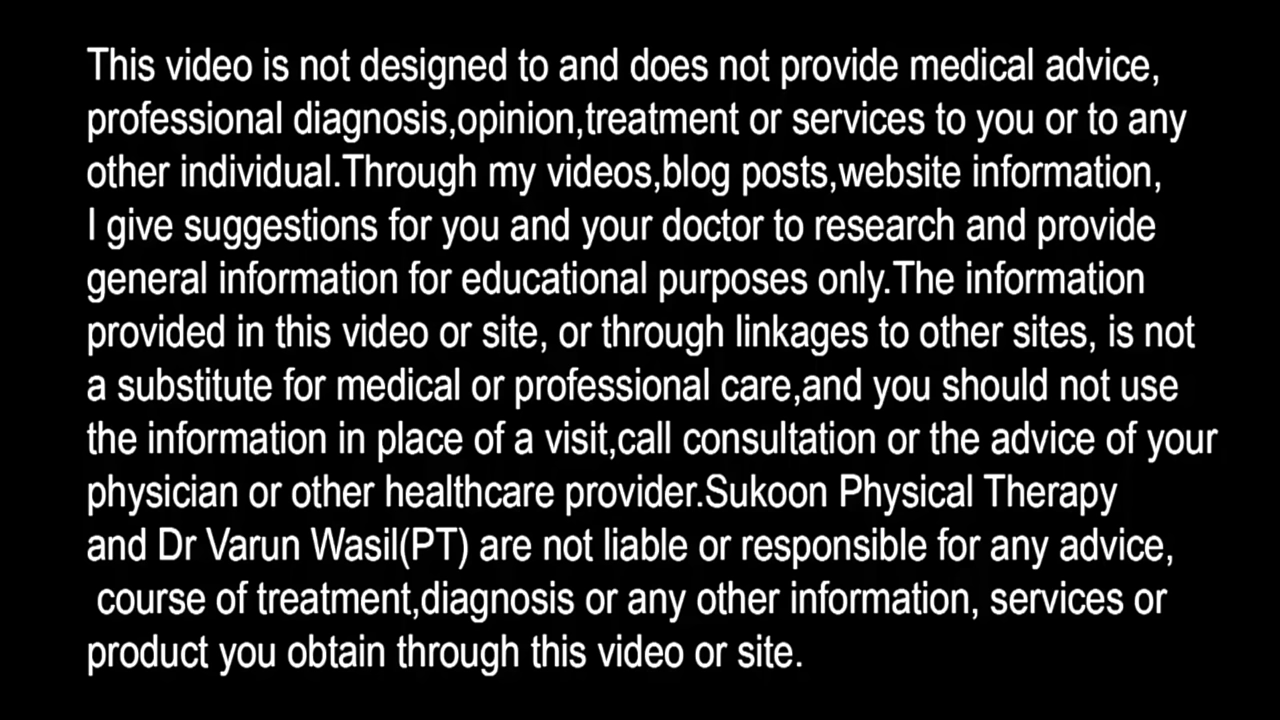 This video is not designed to and does not provide medical advice,
professional diagnosis,opinion,treatment or services to you or to any
other individual.Through my videos,blog posts,website information,
I give suggestions for you and your doctor to research and provide
general information for educational purposes only.The information
provided in this video or site, or through linkages to other sites, is not
a substitute for medical or professional care,and you should not use
the information in place of a visit,call consultation or the advice of your
physician or other healthcare provider.Sukoon Physical Therapy
and Dr Varun Wasil(PT) are not liable or responsible for any advice,
course of treatment,diagnosis or any other information, services or
product you obtain through this video or site.